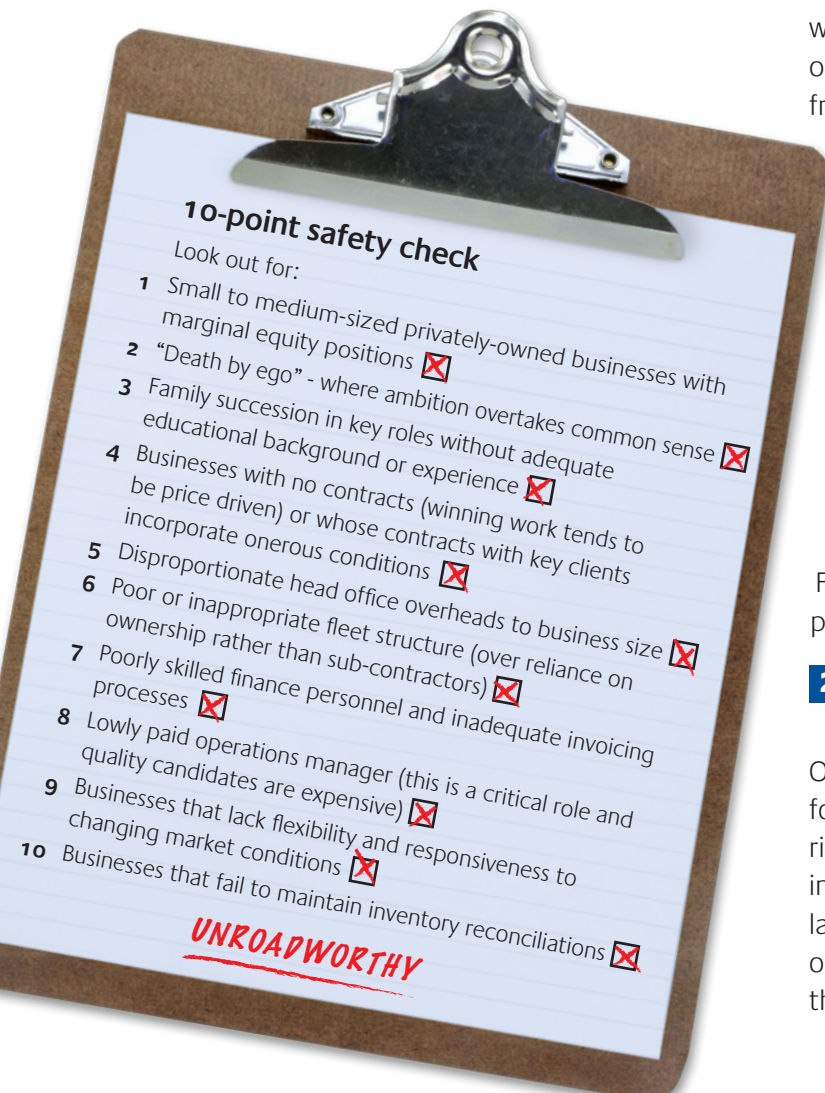 10-point safety check
Look out for:
1 Small to medium-sized privately-owned businesses with
marginal equity positions
2 “Death by ego” - where ambition overtakes common sense
3 Family succession in key roles without adequate
educational background or experience
4 Businesses with no contracts (winning work tends to
be price driven) or whose contracts with key clients
incorporate onerous conditions
5 Disproportionate head office overheads to business size
6 Poor or inappropriate fleet structure (over reliance on
ownership rather than sub-contractors)
7 Poorly skilled finance personnel and inadequate invoicing
processes
8 Lowly paid operations manager (this is a critical role and
quality candidates are expensive)
9 Businesses that lack flexibility and responsiveness to
changing market conditions
10 Businesses that fail to maintain inventory reconciliations
UNROADWORTHY